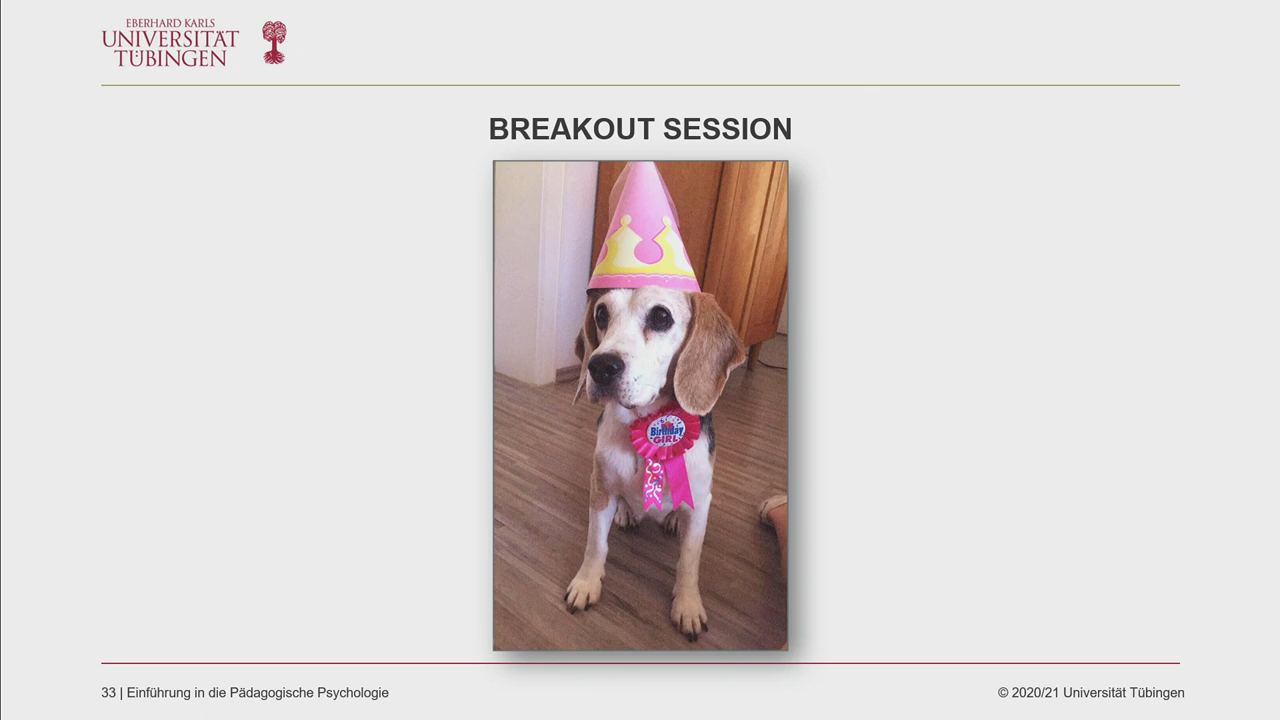 EBERHARD KARLS
UNIVERSITÄT
TÜBINGEN
BREAKOUT SESSION
Birthday
GIRL
33 | Einführung in die Pädagogische Psychologie
© 2020/21 Universität Tübingen